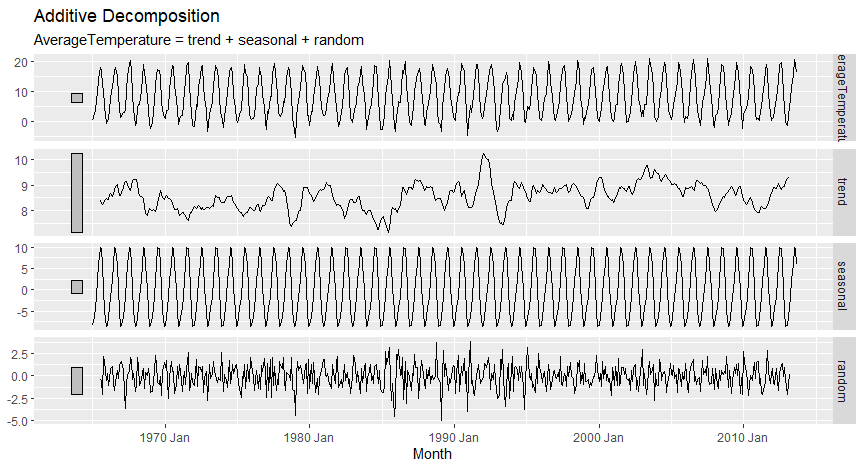 Additive Decomposition
AverageTemperature = trend + seasonal + random
20
10
0
10
9
8
trend
10
5
0
-5
seasonal
2.5
0.0
-2.5
-5.0
random
1970 Jan
1980 Jan
1990 Jan
2000 Jan
2010 Jan
Month